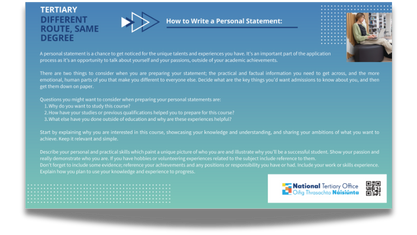 TERTIARY
DIFFERENT
ROUTE, SAME
DEGREE
How to Write a Personal Statement:
A personal statement is a chance to get noticed for the unique talents and experiences you have. It's an important part of the application
process as it's an opportunity to talk about yourself and your passions, outside of your academic achievements.
There are two things to consider when you are preparing your statement; the practical and factual information you need to get across, and the more
emotional, human parts of you that make you different to everyone else. Decide what are the key things you'd want admissions to know about you, and then
get them down on paper.
Questions you might want to consider when preparing your personal statements are:
1. Why do you want to study this course?
2. How have your studies or previous qualifications helped you to prepare for this course?
3. What else have you done outside of education and why are these experiences helpful?
Start by explaining why you are interested in this course, showcasing your knowledge and understanding, and sharing your ambitions of what you want to
achieve. Keep it relevant and simple.
Describe your personal and practical skills which paint a unique picture of who you are and illustrate why you'll be a successful student. Show your passion and
really demonstrate who you are. If you have hobbies or volunteering experiences related to the subject include reference to them.
Don't forget to include some evidence; reference your achievements and any positions or responsibility you have or had. Include your work or skills experience.
Explain how you plan to use your knowledge and experience to progress.
National Tertiary Office
Oifig Threasach Náisiúnta